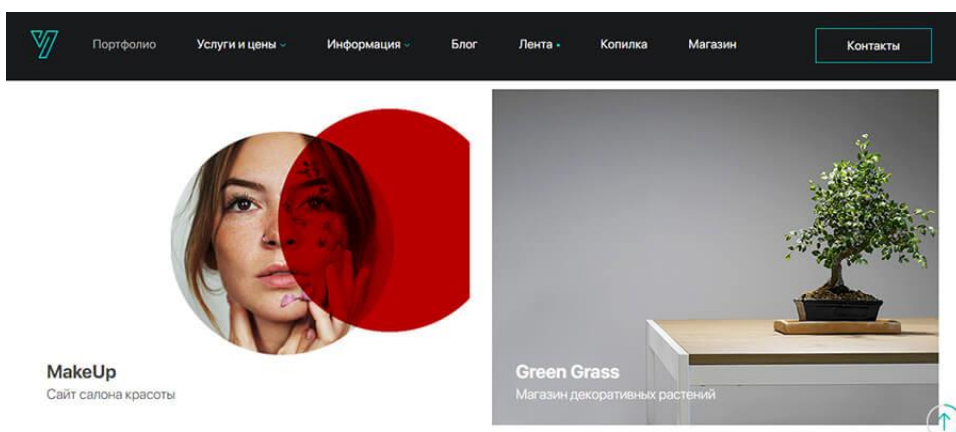 Портфолио Услуги и цены Информация Блог Лента Копилка Магазин Контакты
MakeUp
Сайт салона красоты
Green Grass
Магазин декоративных растений